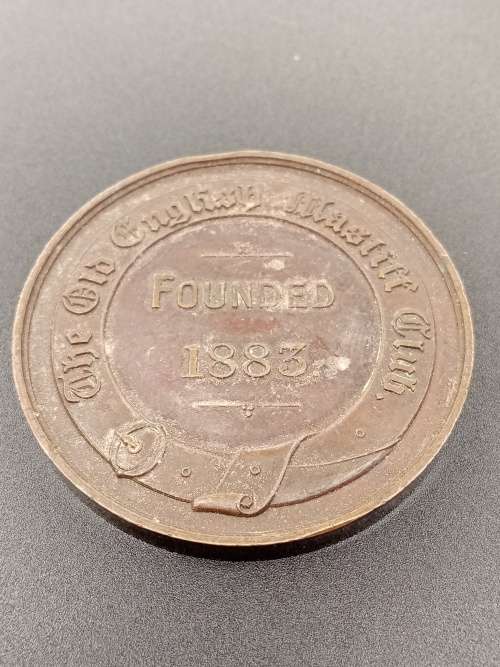 The Old English Mastiff Club.
FOUNDED
1883.